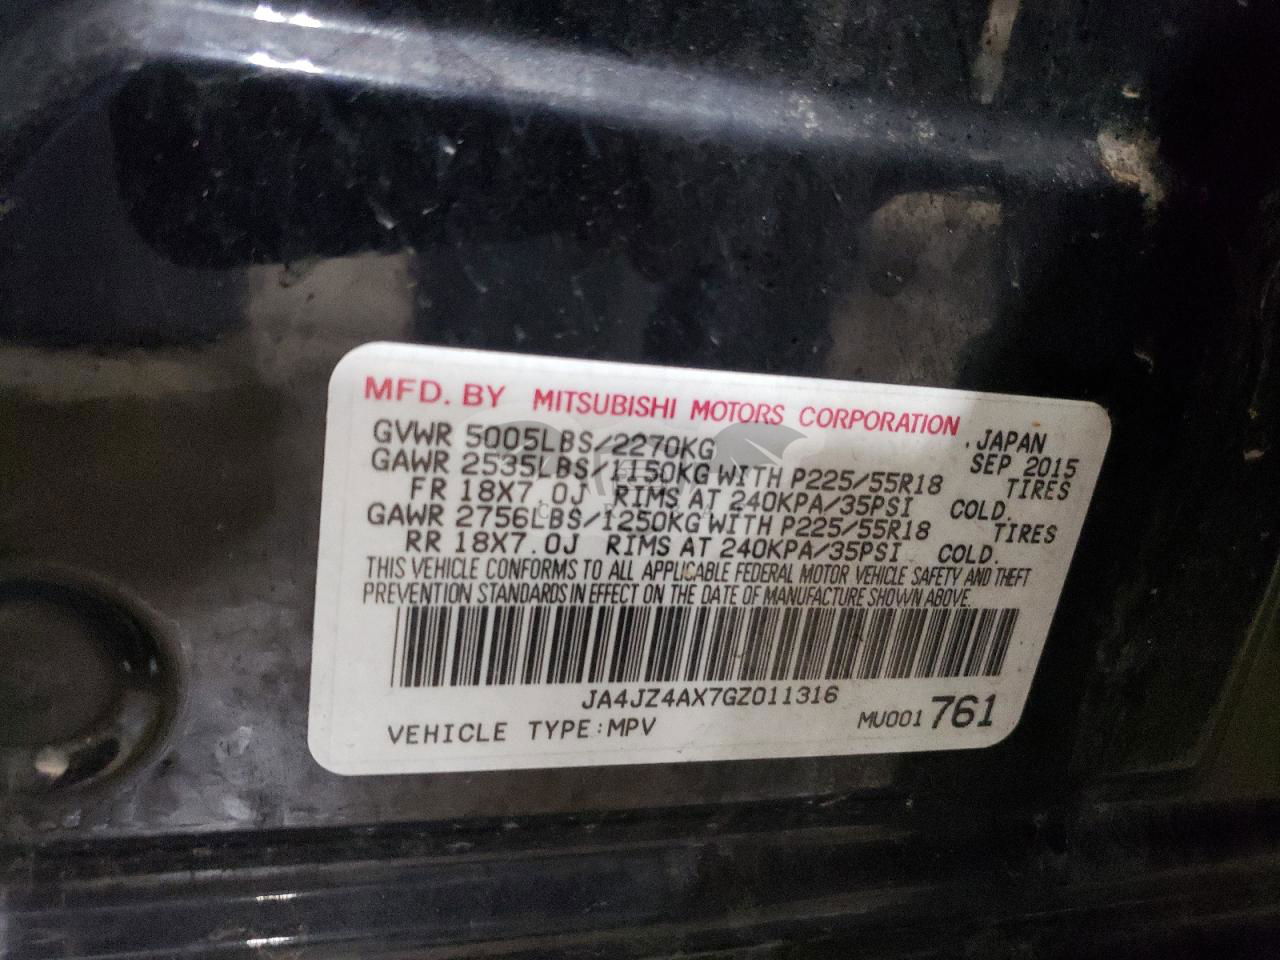 MFD. BY MITSUBISHI MOTORS CORPORATION
GVWR 5005LBS/2270KG .JAPAN
GAWR 2535LBS/1150KG WITH P225/55R18 SEP 2015
FR 18X7.0J RIMS AT 240KPA/35PSI COLD. TIRES
GAWR 2756LBS/1250KG WITH P225/55R18 TIRES
RR 18X7.0J RIMS AT 240KPA/35PSI COLD.
THIS VEHICLE CONFORMS TO ALL APPLICABLE FEDERAL MOTOR VEHICLE SAFETY AND THEFT
PREVENTION STANDARDS IN EFFECT ON THE DATE OF MANUFACTURE SHOWN ABOVE.
JA4JZ4AX7GZ011316
VEHICLE TYPE:MPV MU001 761